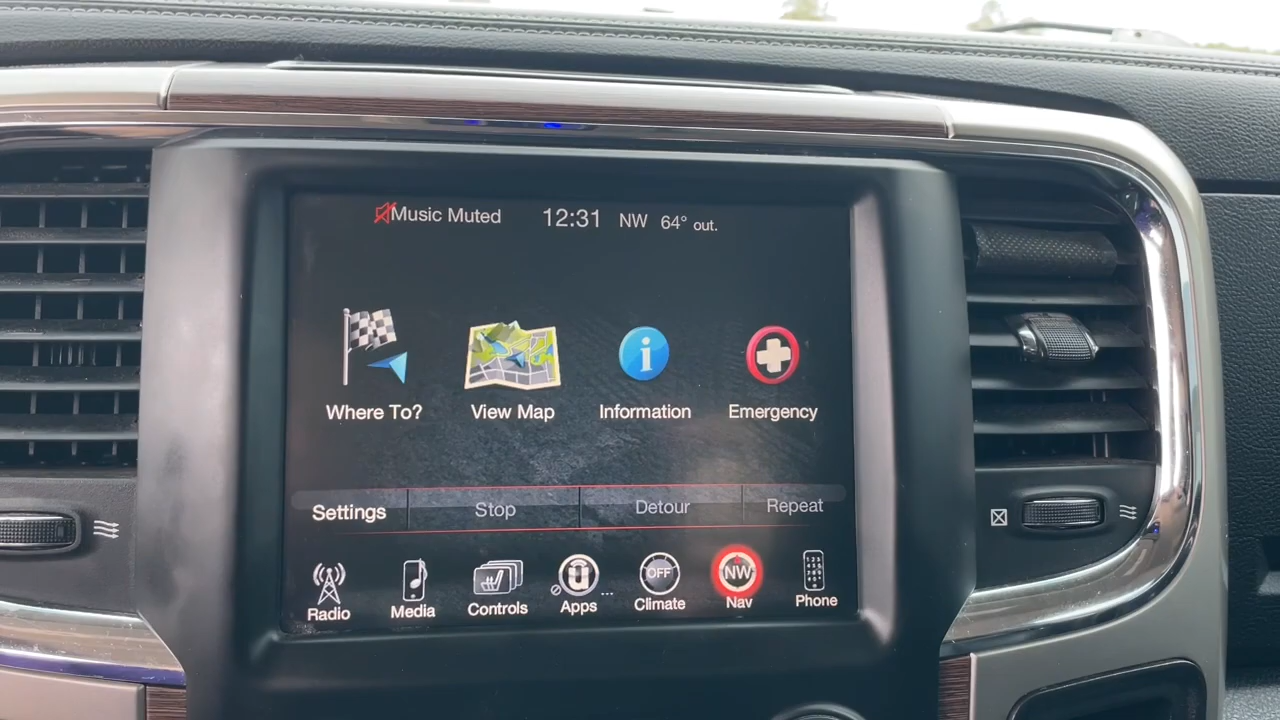 Music Muted 12:31 NW 64° out.
Where To? View Map Information Emergency
Settings Stop Detour Repeat
OFF NW
Radio Media Controls Apps ... Climate Nav Phone